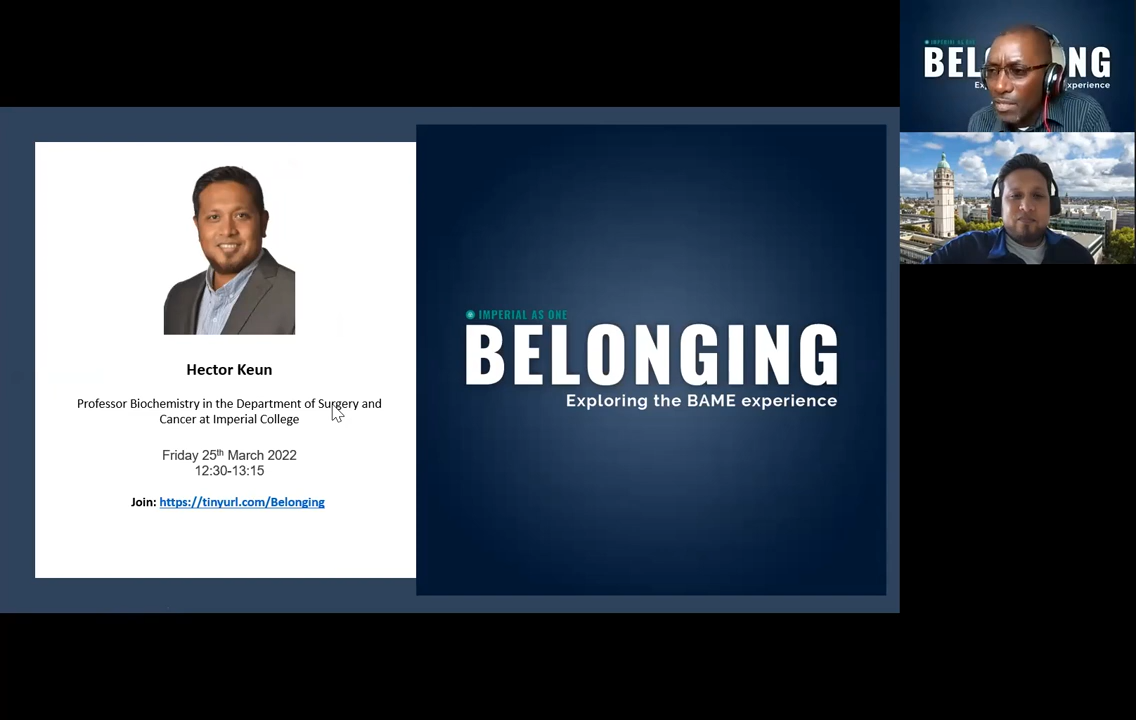 Hector Keun
Professor Biochemistry in the Department of Surgery and
Cancer at Imperial College
Friday 25th March 2022
12:30-13:15
Join: https://tinyurl.com/Belonging
IMPERIAL AS ONE
BELONGING
Exploring the BAME experience
IMPERIAL AS ONE
BEL NG
Ex xperience